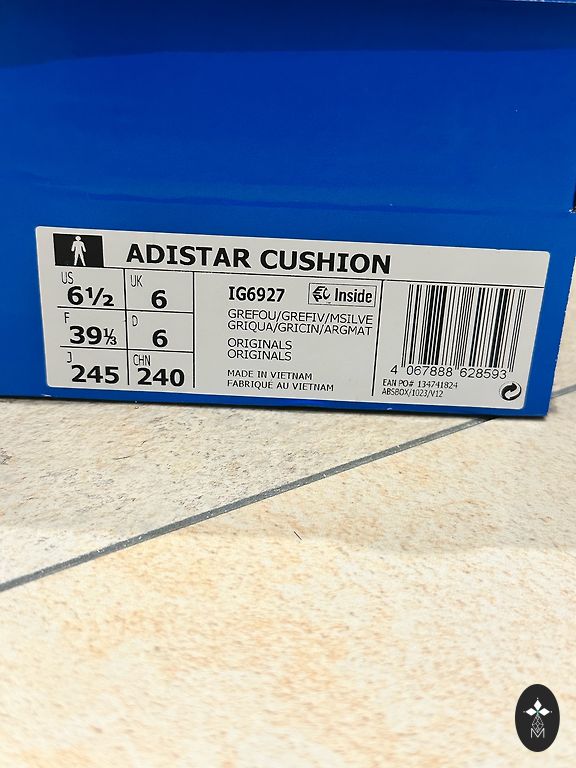 ADISTAR CUSHION
US 6½ UK 6
F 39⅓ D 6
J 245 CHN 240
IG6927 Inside
GREFOU/GREFIV/MSILVE
GRIQUA/GRICIN/ARGMAT
ORIGINALS
ORIGINALS
MADE IN VIETNAM
FABRIQUÉ AU VIETNAM
4 067888 628593
EAN PO# 134741824
ABSBOX/1023/V12
M